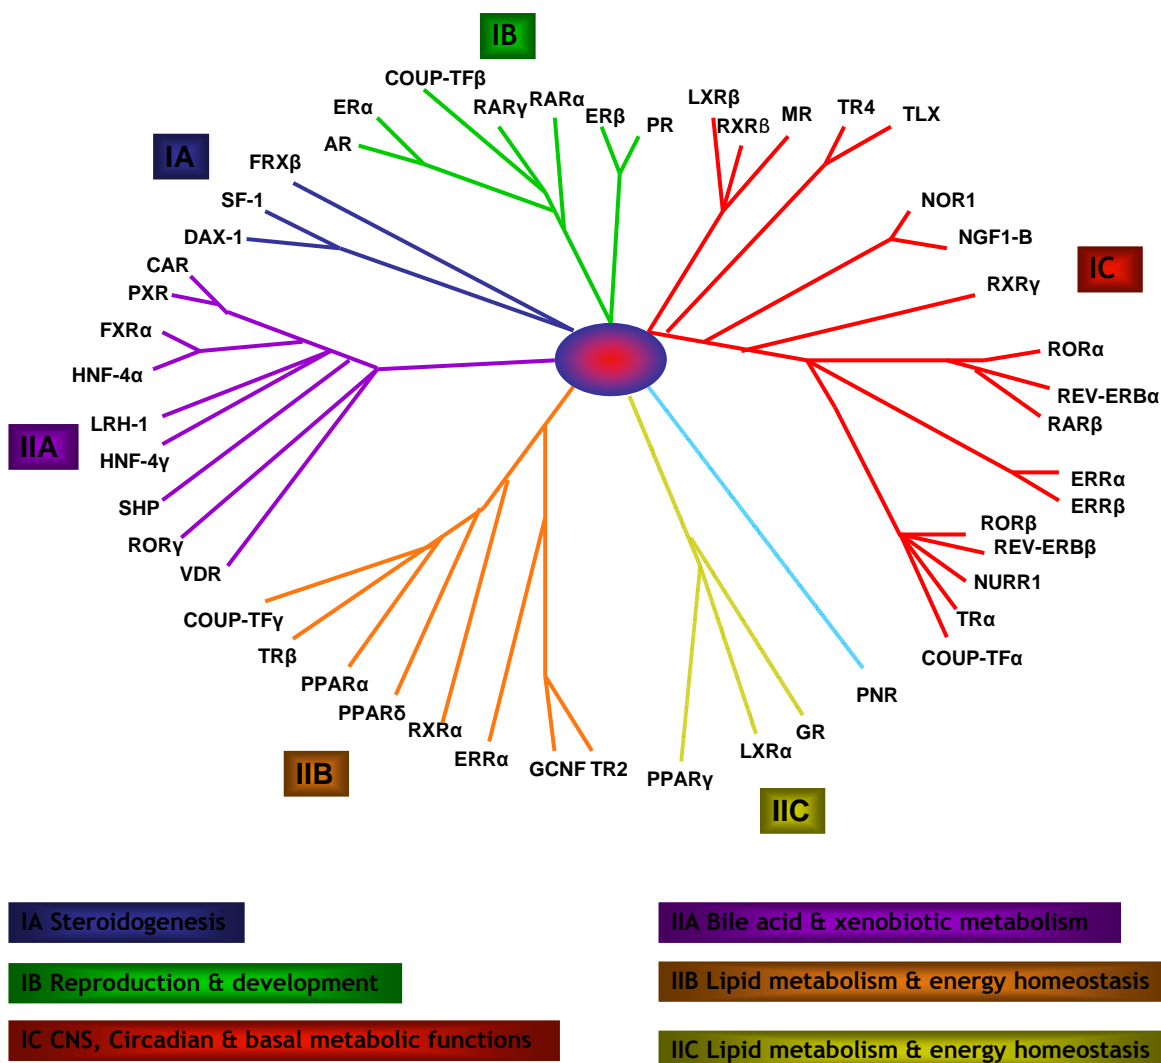 IB
COUP-TFβ
ERα
RARγ
RARα
ERβ
PR
LXRβ
RXRβ
MR
TR4
TLX
AR
IA
FRXβ
SF-1
DAX-1
CAR
PXR
FXRα
HNF-4α
LRH-1
IIA
HNF-4γ
SHP
RORγ
VDR
NOR1
NGF1-B
IC
RXRγ
RORα
REV-ERBα
RARβ
ERRα
ERRβ
RORβ
REV-ERBβ
NURR1
TRα
COUP-TFα
COUP-TFγ
TRβ
PPARα
PPARδ
RXRα
ERRα
GCNF
TR2
IIB
PNR
GR
LXRα
PPARγ
IIC
IA Steroidogenesis
IB Reproduction & development
IC CNS, Circadian & basal metabolic functions
IIA Bile acid & xenobiotic metabolism
IIB Lipid metabolism & energy homeostasis
IIC Lipid metabolism & energy homeostasis